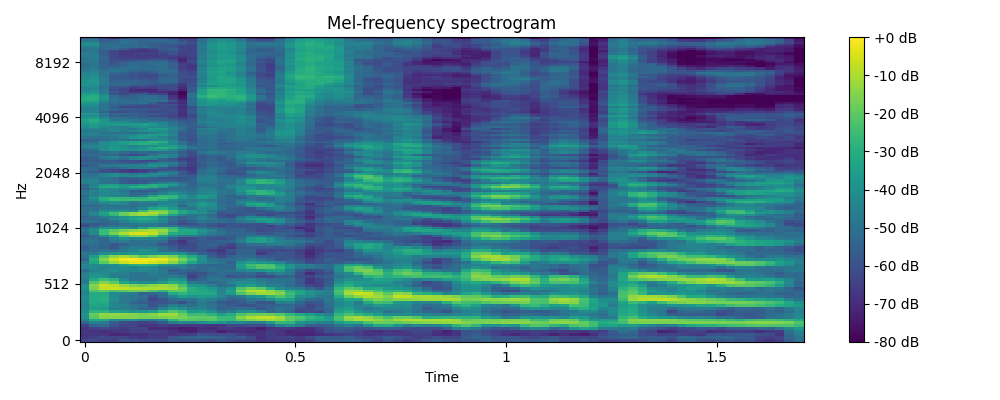 Mel-frequency spectrogram
Hz
8192
4096
2048
1024
512
0
0 0.5 1 1.5
Time
+0 dB
-10 dB
-20 dB
-30 dB
-40 dB
-50 dB
-60 dB
-70 dB
-80 dB